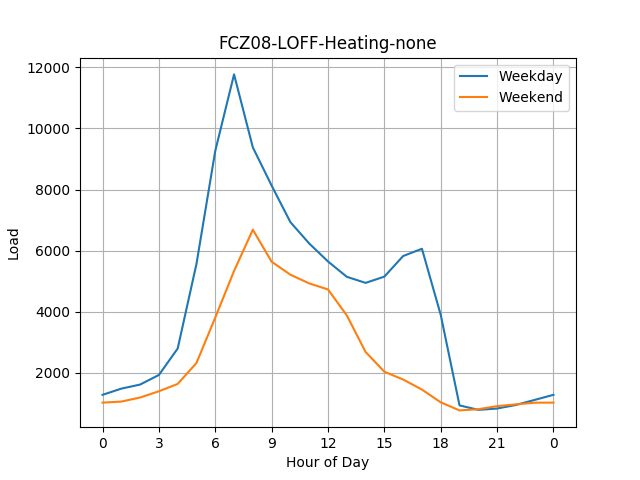 FCZ08-LOFF-Heating-none
Weekday
Weekend
12000
10000
8000
6000
4000
2000
Load
0 3 6 9 12 15 18 21 0
Hour of Day